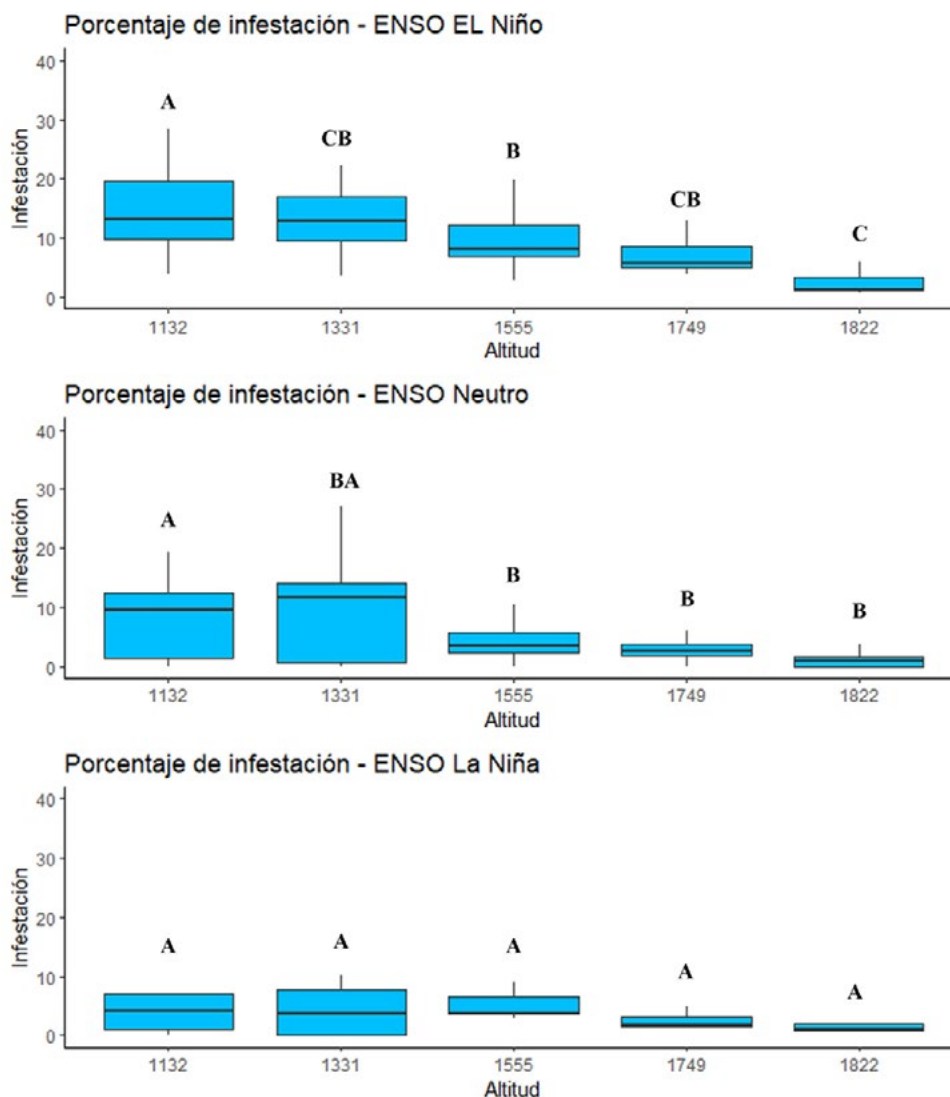 Porcentaje de infestación - ENSO EL Niño
40
30
20
10
0
Infestación
A
CB
B
CB
C
1132
1331
1555
1749
1822
Altitud
Porcentaje de infestación - ENSO Neutro
40
30
20
10
0
Infestación
A
BA
B
B
B
1132
1331
1555
1749
1822
Altitud
Porcentaje de infestación - ENSO La Niña
40
30
20
10
0
Infestación
A
A
A
A
A
1132
1331
1555
1749
1822
Altitud